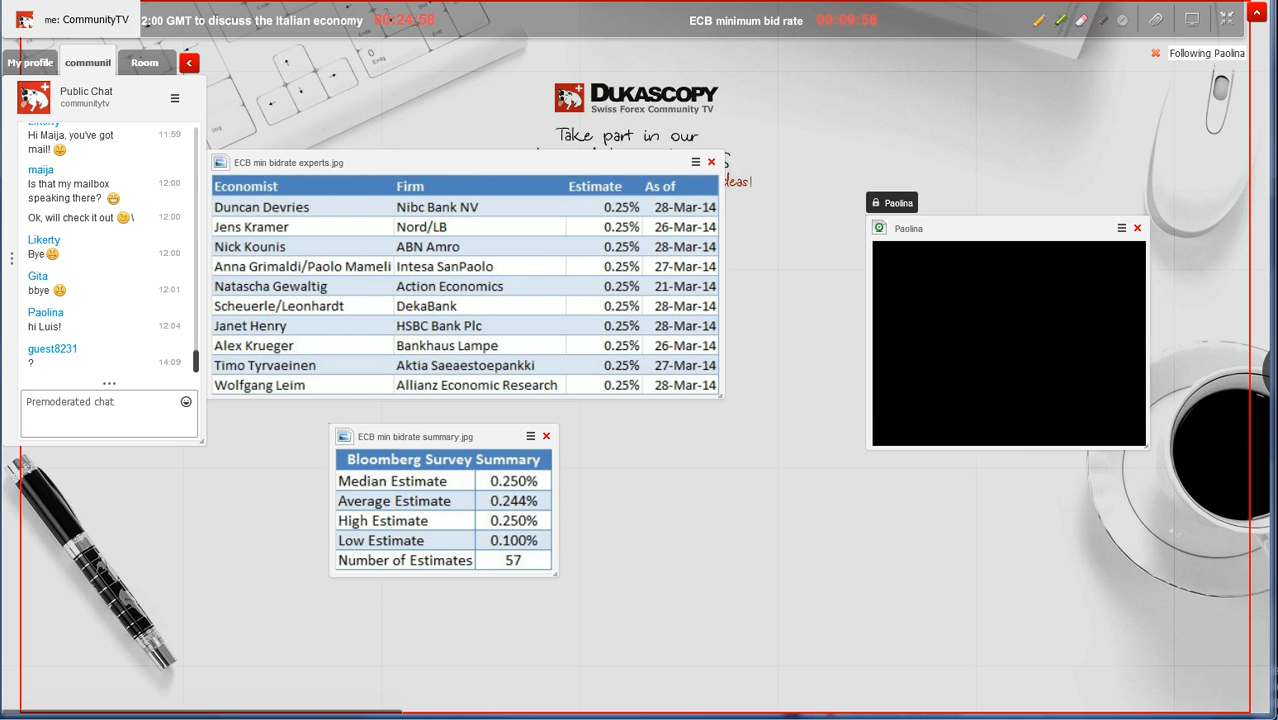 me: CommunityTV
2:00 GMT to discuss the Italian economy 00:24:58
ECB minimum bid rate 00:09:58
Following Paolina
My profile
communit
Room
Public Chat
communitytv
Likerty
Hi Maija, you've got 11:59
mail!
maija
Is that my mailbox 12:00
speaking there?
Ok, will check it out \ 12:00
Likerty
Bye 12:00
Gita
bbye 12:01
Paolina
hi Luis! 12:04
guest8231
? 14:09
Premoderated chat
DUKASCOPY
Swiss Forex Community TV
Take part in our
deas!
ECB min bidrate experts.jpg
Economist Firm Estimate As of
Duncan Devries Nibc Bank NV 0.25% 28-Mar-14
Jens Kramer Nord/LB 0.25% 26-Mar-14
Nick Kounis ABN Amro 0.25% 28-Mar-14
Anna Grimaldi/Paolo Mameli Intesa SanPaolo 0.25% 27-Mar-14
Natascha Gewaltig Action Economics 0.25% 21-Mar-14
Scheuerle/Leonhardt DekaBank 0.25% 28-Mar-14
Janet Henry HSBC Bank Plc 0.25% 28-Mar-14
Alex Krueger Bankhaus Lampe 0.25% 26-Mar-14
Timo Tyrvaeinen Aktia Saeaestoepankki 0.25% 27-Mar-14
Wolfgang Leim Allianz Economic Research 0.25% 28-Mar-14
Paolina
Paolina
ECB min bidrate summary.jpg
Bloomberg Survey Summary
Median Estimate 0.250%
Average Estimate 0.244%
High Estimate 0.250%
Low Estimate 0.100%
Number of Estimates 57